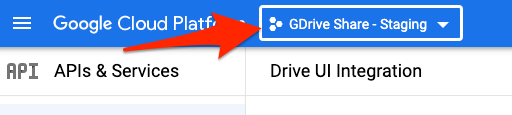 Google Cloud Platform GDrive Share - Staging
API APIs & Services Drive UI Integration